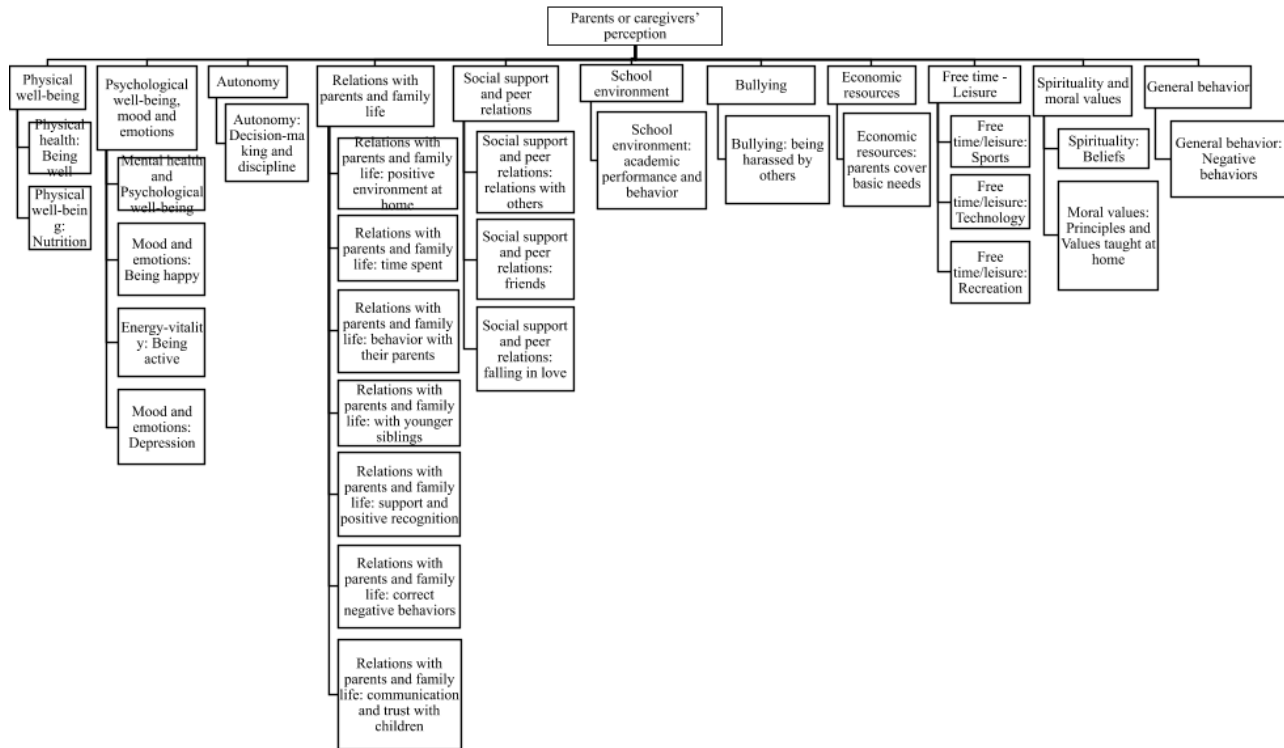 Parents or caregivers’
perception
Physical
well-being
Physical
health: Being
well
Physical
well-bein
g:
Nutrition
Psychological
well-being,
mood and
emotions
Mental health
and
Psychological
well-being
Mood and
emotions:
Being happy
Energy-vitalit
y: Being
active
Mood and
emotions:
Depression
Autonomy
Autonomy:
Decision-ma
king and
discipline
Relations with
parents and family
life
Relations with
parents and family
life: positive
environment at
home
Relations with
parents and family
life: time spent
Relations with
parents and family
life: behavior with
their parents
Relations with
parents and family
life: with younger
siblings
Relations with
parents and family
life: support and
positive recognition
Relations with
parents and family
life: correct
negative behaviors
Relations with
parents and family
life: communication
and trust with
children
Social support
and peer
relations
Social support
and peer
relations:
relations with
others
Social support
and peer
relations:
friends
Social support
and peer
relations:
falling in love
School
environment
School
environment:
academic
performance and
behavior
Bullying
Bullying: being
harassed by
others
Economic
resources
Economic
resources:
parents cover
basic needs
Free time -
Leisure
Free
time/leisure:
Sports
Free
time/leisure:
Technology
Free
time/leisure:
Recreation
Spirituality and
moral values
Spirituality:
Beliefs
Moral values:
Principles and
Values taught at
home
General behavior
General behavior:
Negative
behaviors